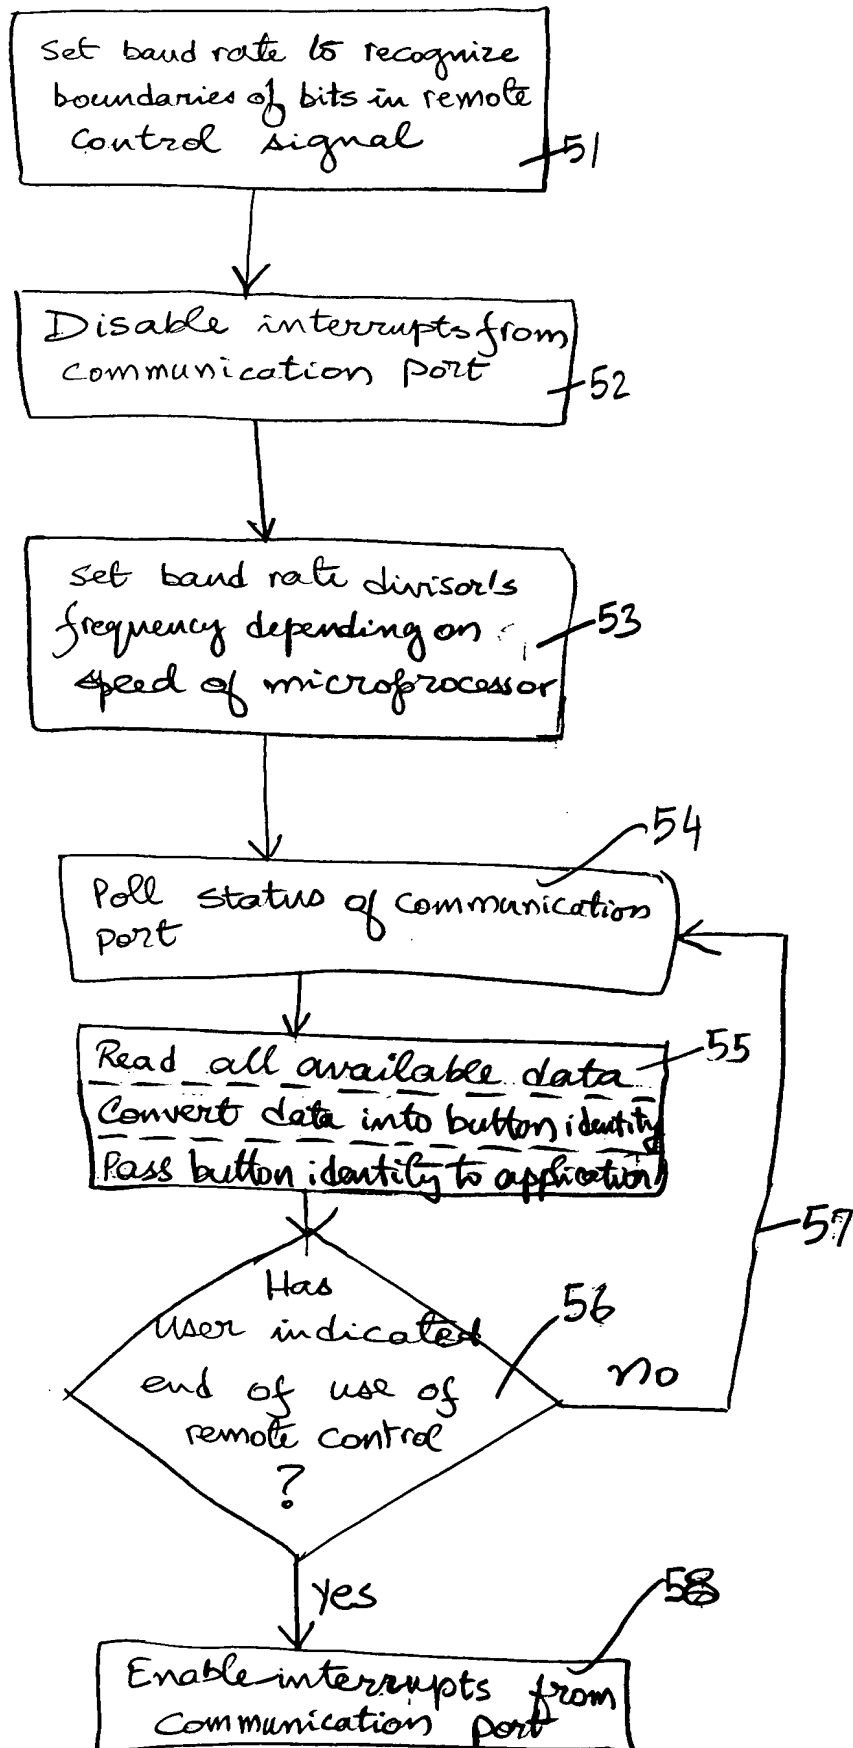 Set baud rate to recognize
boundaries of bits in remote
Control signal
51
Disable interrupts from
communication port
52
Set baud rate divisor's
frequency depending on
speed of microprocessor
53
54
Poll status of communication
port
55
Read all available data
Convert data into button identity
Pass button identity to application
57
Has
user indicated
end of use of
remote control
?
56
no
yes
58
Enable interrupts from
Communication port